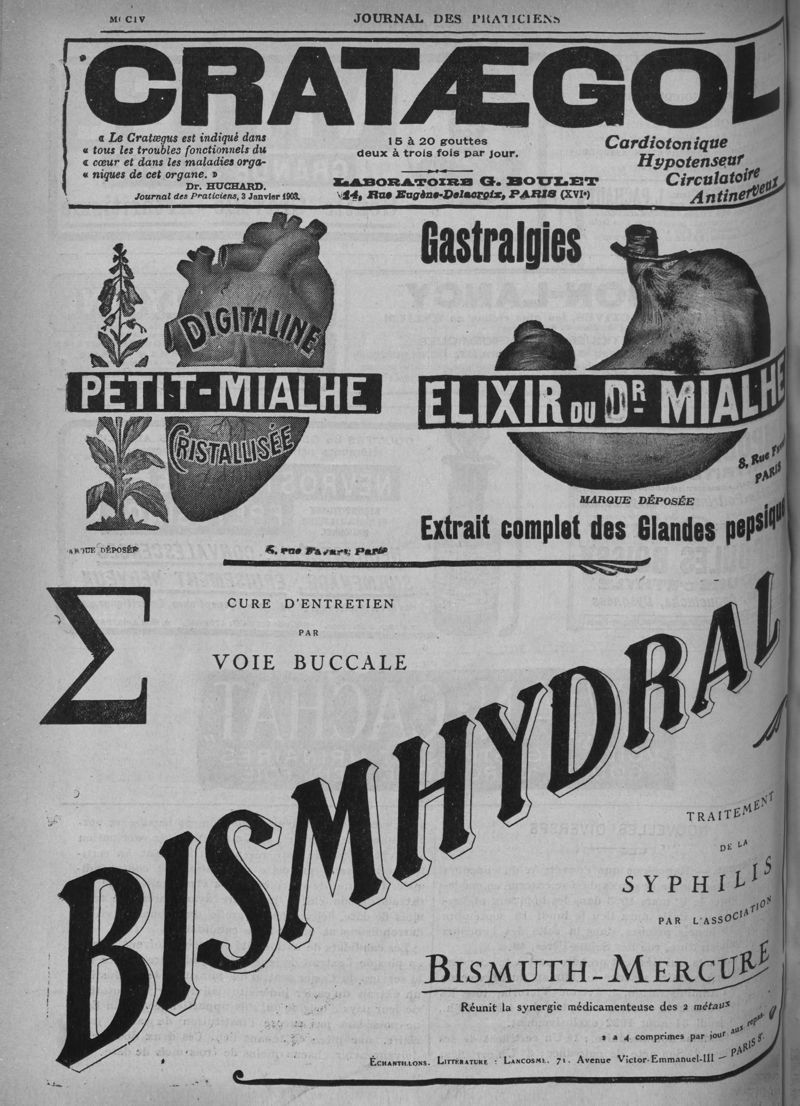 JOURNAL DES PRATICIENS
CRATÆGOL
« Le Cratægus est indiqué dans
« tous les troubles fonctionnels du
« cœur et dans les maladies orga-
« niques de cet organe. »
Dr. HUCHARD.
Journal des Praticiens, 3 Janvier 1903.
15 à 20 gouttes
deux à trois fois par jour.
LABORATOIRE G. BOULET
14, Rue Eugène-Delacroix, PARIS (XVIe)
Cardiotonique
Hypotenseur
Circulatoire
Antinerveux
DIGITALINE
PETIT-MIALHE
CRISTALLISÉE
6, rue Favart, Paris
Gastralgies
ELIXIR DU DR MIALHE
8, Rue
PARIS
MARQUE DÉPOSÉE
Extrait complet des Glandes pepsique
Σ
CURE D'ENTRETIEN
PAR
VOIE BUCCALE
BISMHYDRAL
TRAITEMENT
DE LA
SYPHILIS
PAR L'ASSOCIATION
BISMUTH-MERCURE
Réunit la synergie médicamenteuse des 2 métaux
a 4 comprimes par jour aux repas
ÉCHANTILLONS. LITTÉRATURE : LANCOSME, 71, Avenue Victor-Emmanuel-III — PARIS 8e